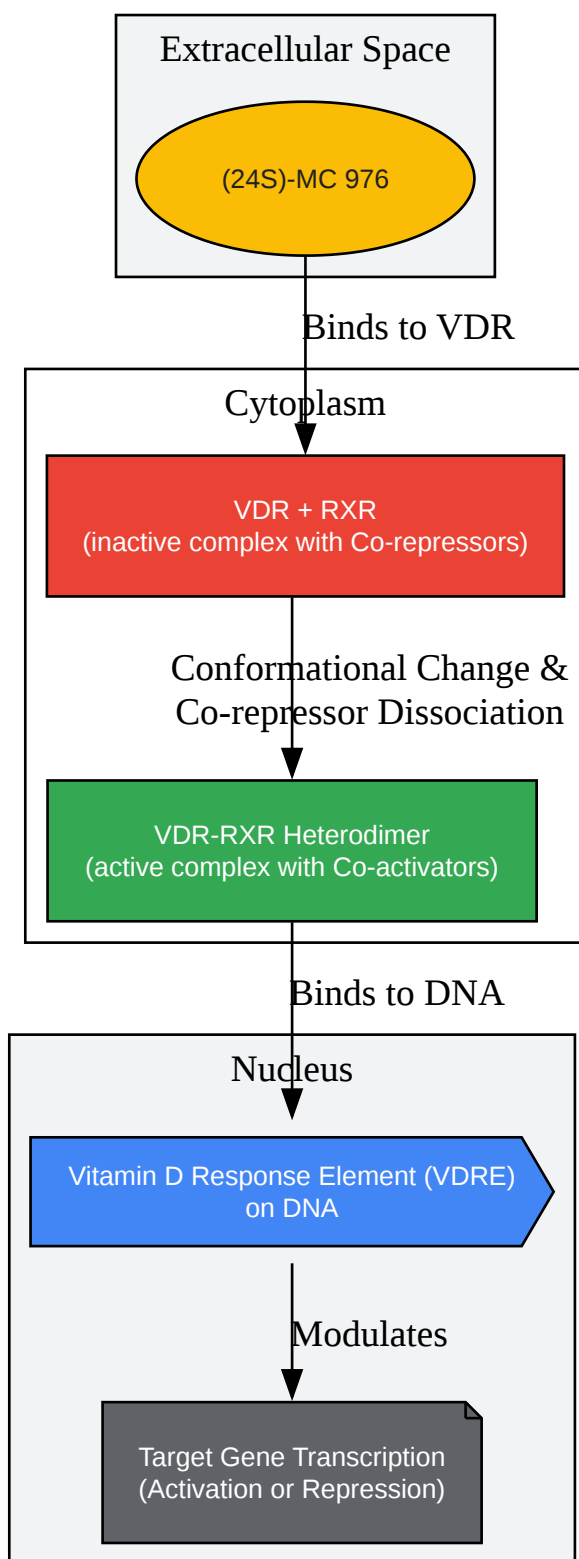 Extracellular Space
(24S)-MC 976
Binds to VDR
Cytoplasm
VDR + RXR
(inactive complex with Co-repressors)
Conformational Change &
Co-repressor Dissociation
VDR-RXR Heterodimer
(active complex with Co-activators)
Binds to DNA
Nucleus
Vitamin D Response Element (VDRE)
on DNA
Modulates
Target Gene Transcription
(Activation or Repression)